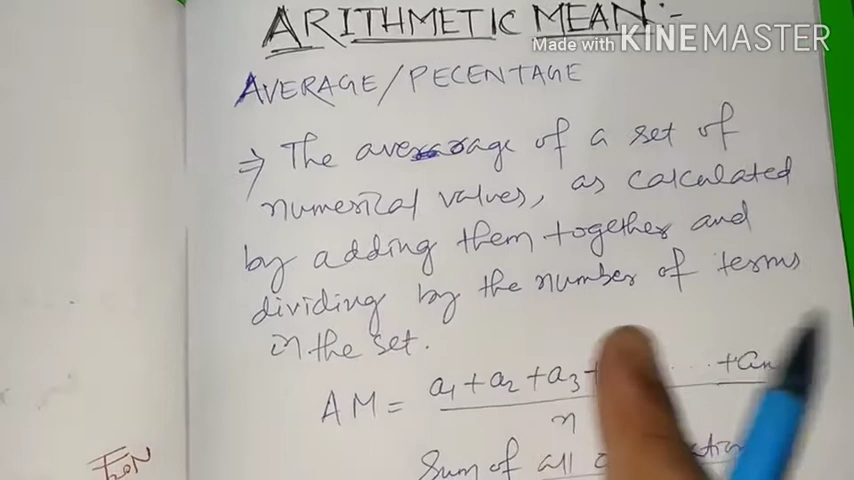 ARITHMETIC MEAN:-
Made with KINEMASTER
AVERAGE/PECENTAGE
⇒ The average of a set of
numerical values, as calculated
by adding them together and
dividing by the number of terms
in the set.
AM = a1 + a2 + a3 + .. +an
n
Sum of all